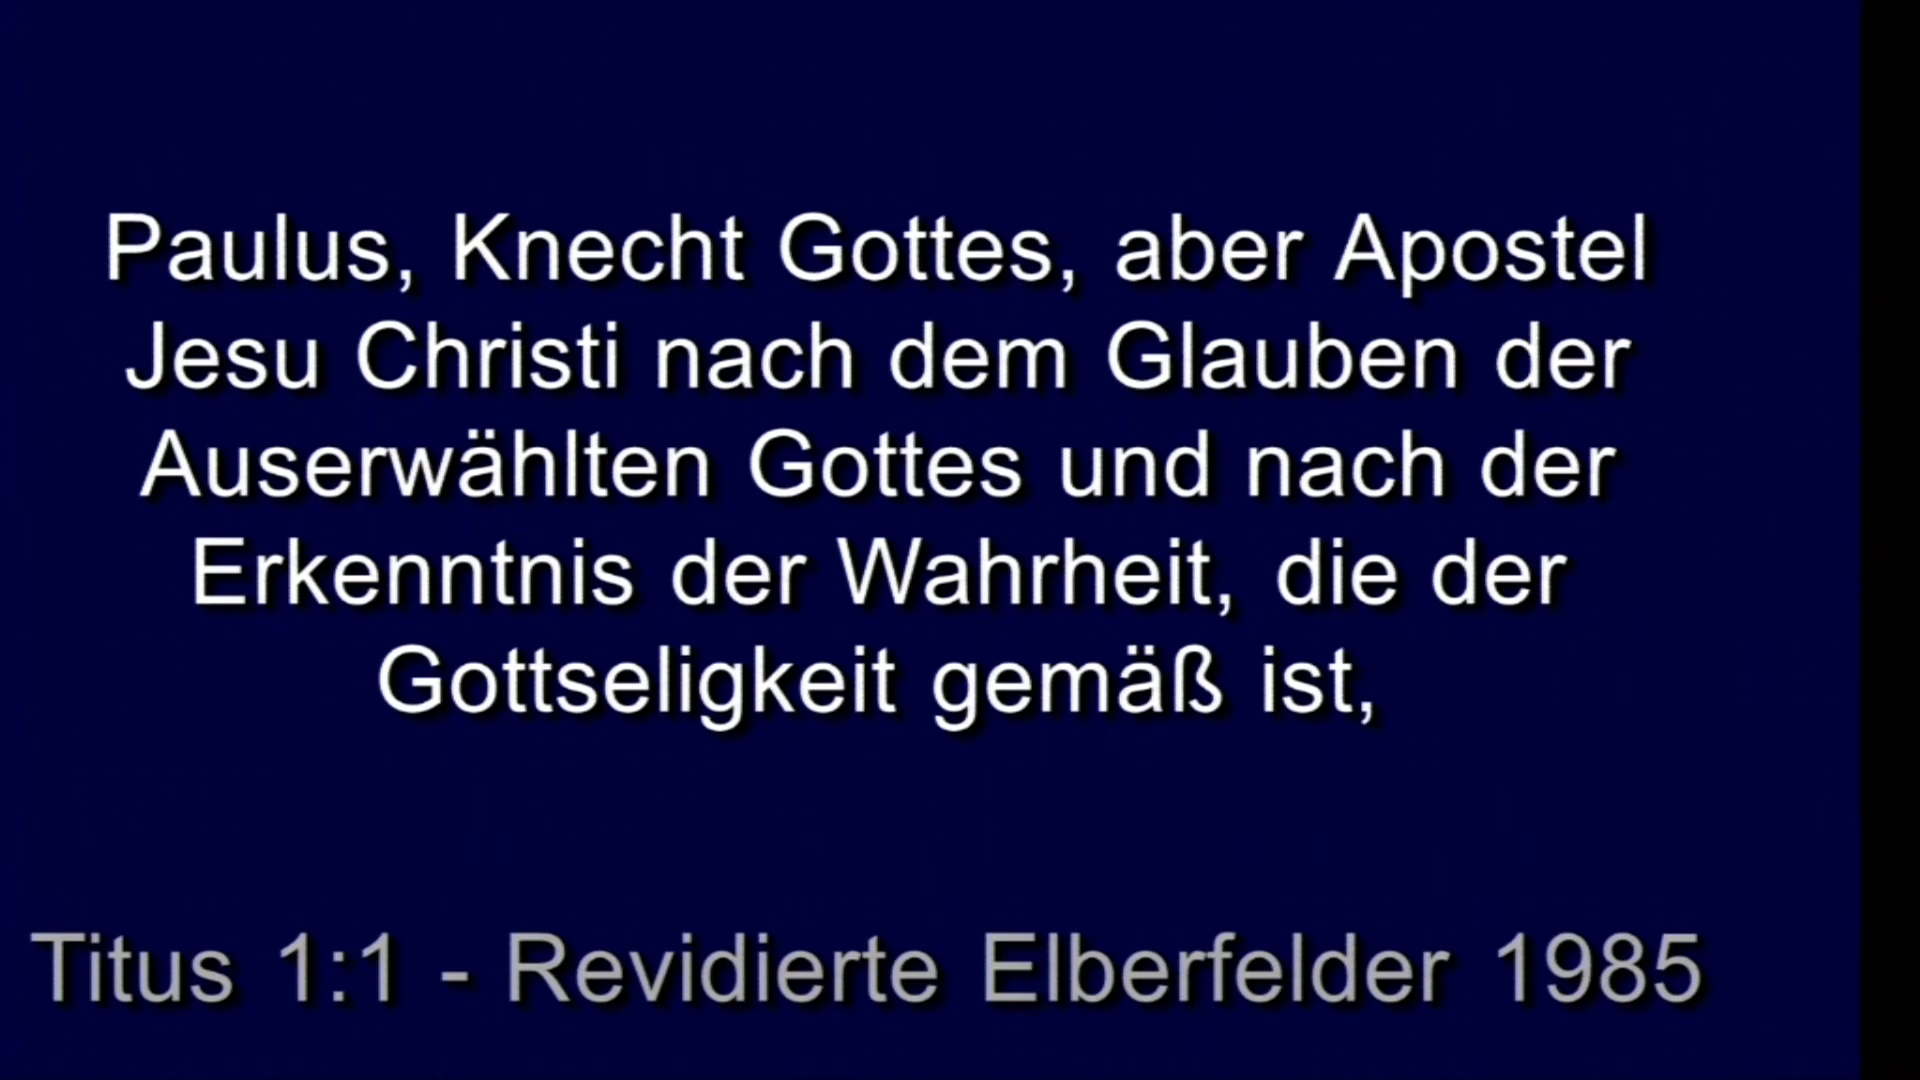 Paulus, Knecht Gottes, aber Apostel
Jesu Christi nach dem Glauben der
Auserwählten Gottes und nach der
Erkenntnis der Wahrheit, die der
Gottseligkeit gemäß ist,
Titus 1:1 - Revidierte Elberfelder 1985